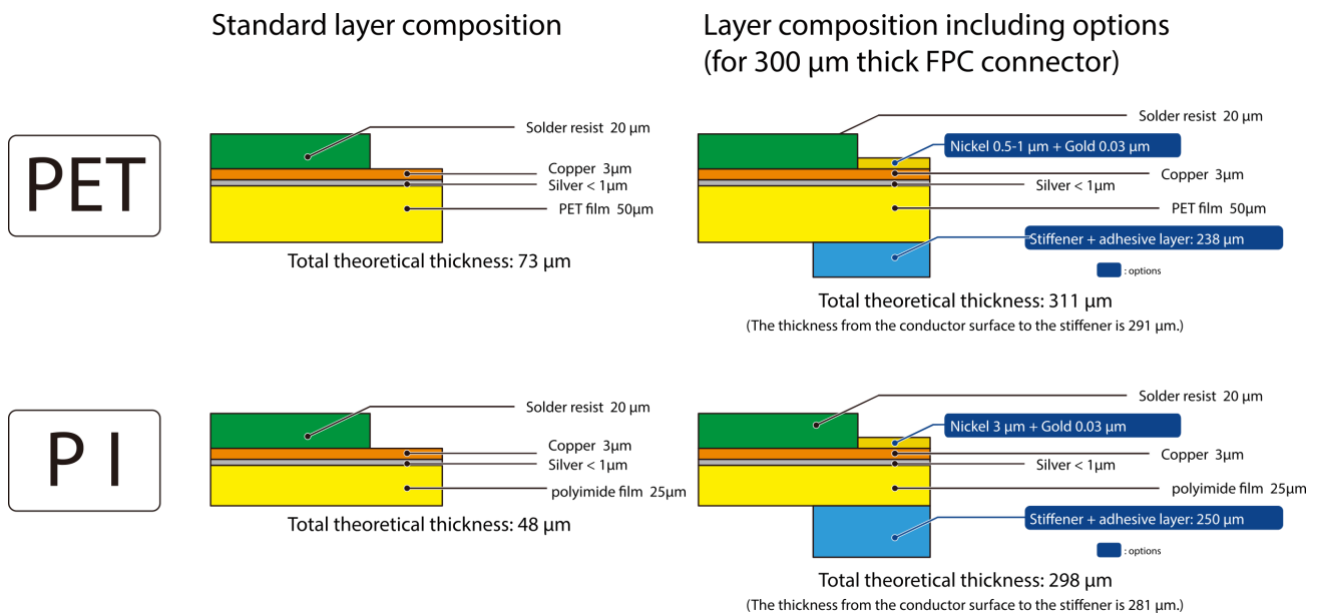 Standard layer composition
Layer composition including options
(for 300 μm thick FPC connector)
PET
Solder resist 20 μm
Copper 3μm
Silver < 1μm
PET film 50μm
Total theoretical thickness: 73 μm
Solder resist 20 μm
Nickel 0.5-1 μm + Gold 0.03 μm
Copper 3μm
Silver < 1μm
PET film 50μm
Stiffener + adhesive layer: 238 μm
: options
Total theoretical thickness: 311 μm
(The thickness from the conductor surface to the stiffener is 291 μm.)
P I
Solder resist 20 μm
Copper 3μm
Silver < 1μm
polyimide film 25μm
Total theoretical thickness: 48 μm
Solder resist 20 μm
Nickel 3 μm + Gold 0.03 μm
Copper 3μm
Silver < 1μm
polyimide film 25μm
Stiffener + adhesive layer: 250 μm
: options
Total theoretical thickness: 298 μm
(The thickness from the conductor surface to the stiffener is 281 μm.)